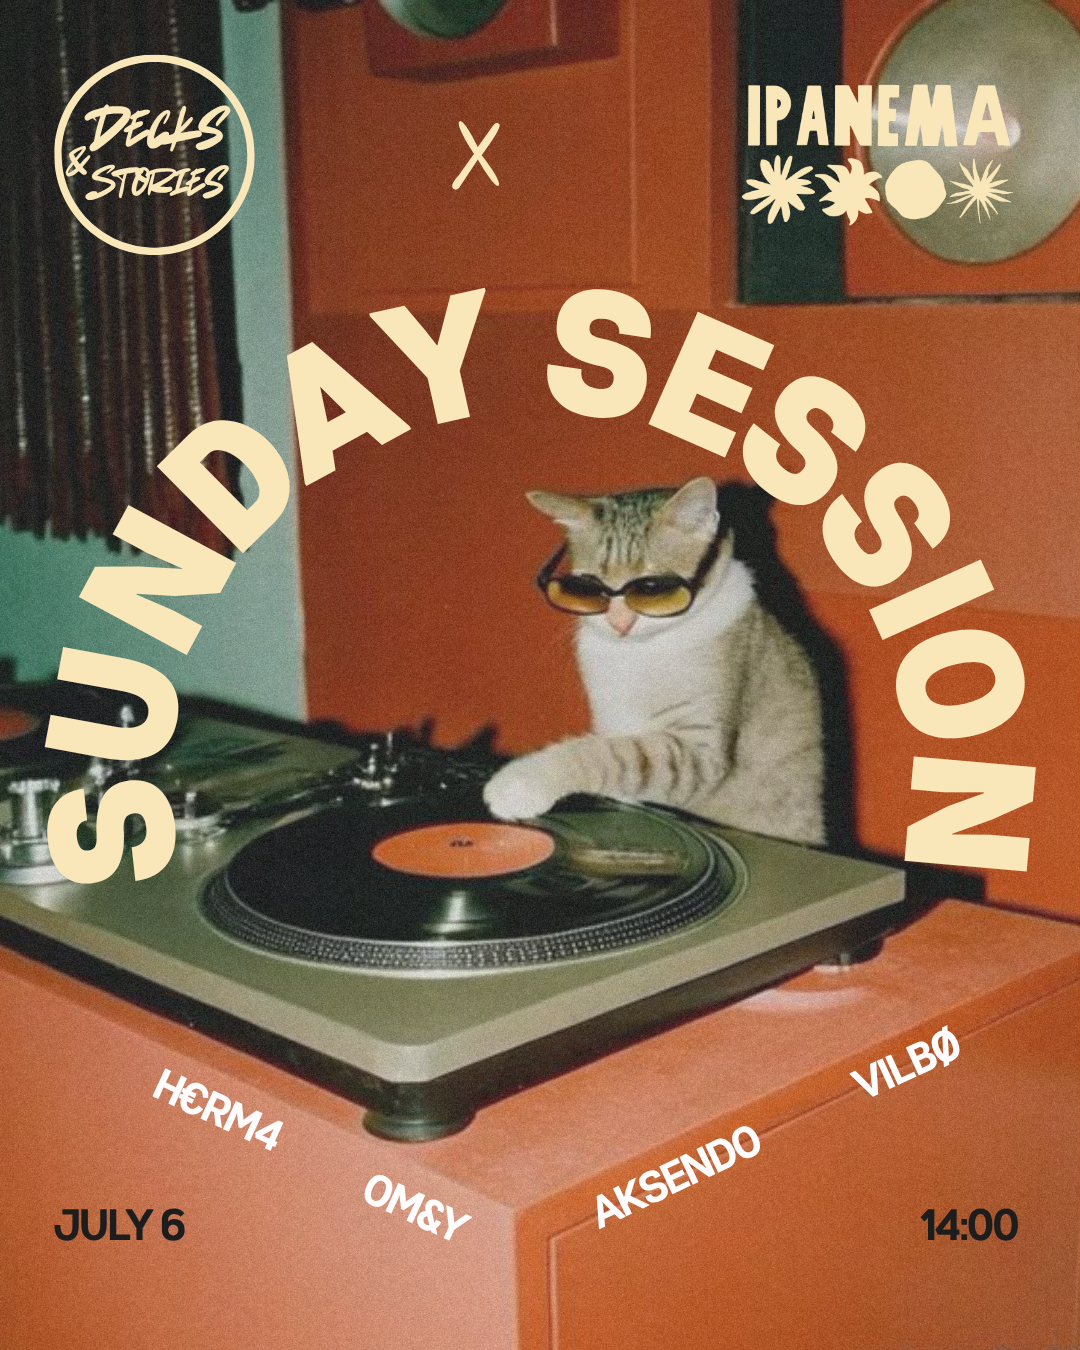 DECKS
& STORIES
X
IPANEMA
SUNDAY SESSION
H€RM4
OM&Y
AKSENDO
VILBØ
JULY 6
14:00